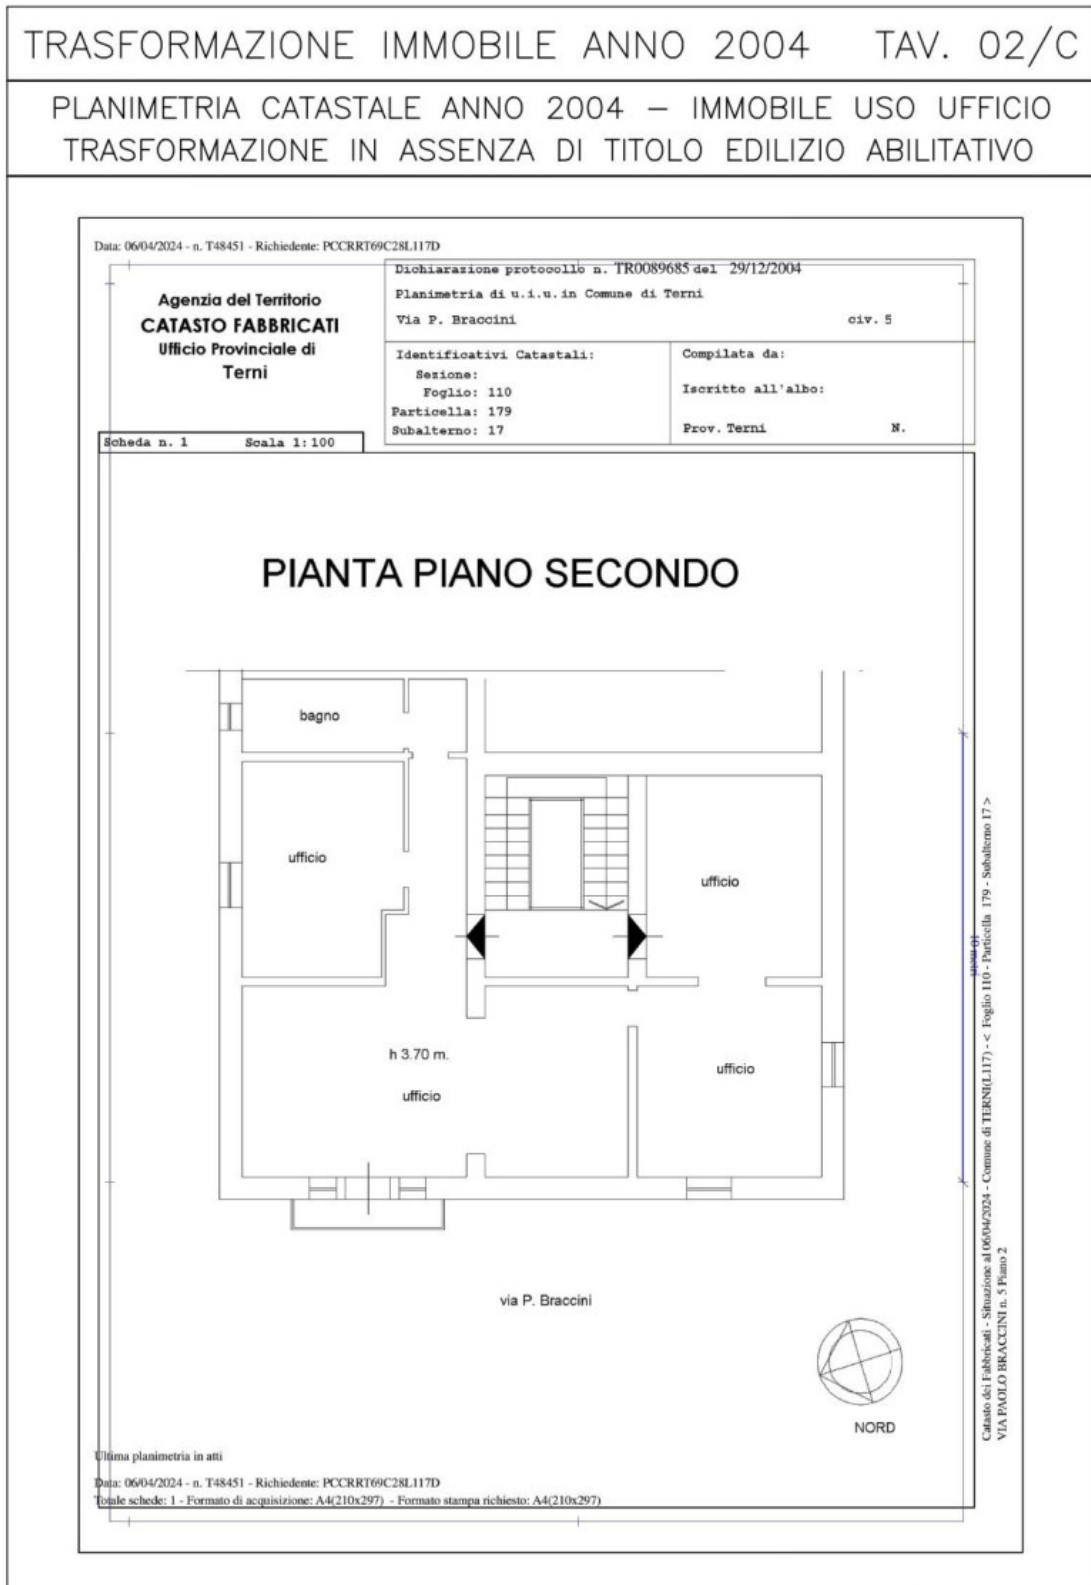 TRASFORMAZIONE IMMOBILE ANNO 2004 TAV. 02/C
PLANIMETRIA CATASTALE ANNO 2004 – IMMOBILE USO UFFICIO
TRASFORMAZIONE IN ASSENZA DI TITOLO EDILIZIO ABILITATIVO
Data: 06/04/2024 - n. T48451 - Richiedente: PCCRRT69C28L117D
Agenzia del Territorio
CATASTO FABBRICATI
Ufficio Provinciale di
Terni
Dichiarazione protocollo n. TR0089685 del 29/12/2004
Planimetria di u.i.u. in Comune di Terni
Via P. Braccini civ. 5
Identificativi Catastali:
Sezione:
Foglio: 110
Particella: 179
Subalterno: 17
Compilata da:
Iscritto all'albo:
Prov. Terni N.
Scheda n. 1 Scala 1:100
PIANTA PIANO SECONDO
bagno
ufficio
ufficio
h 3.70 m.
ufficio
ufficio
via P. Braccini
NORD
10 metri
Catasto dei Fabbricati - Situazione al 06/04/2024 - Comune di TERNI(L117) - < Foglio 110 - Particella 179 - Subalterno 17 >
VIA PAOLO BRACCINI n. 5 Piano 2
Ultima planimetria in atti
Data: 06/04/2024 - n. T48451 - Richiedente: PCCRRT69C28L117D
Totale schede: 1 - Formato di acquisizione: A4(210x297) - Formato stampa richiesto: A4(210x297)